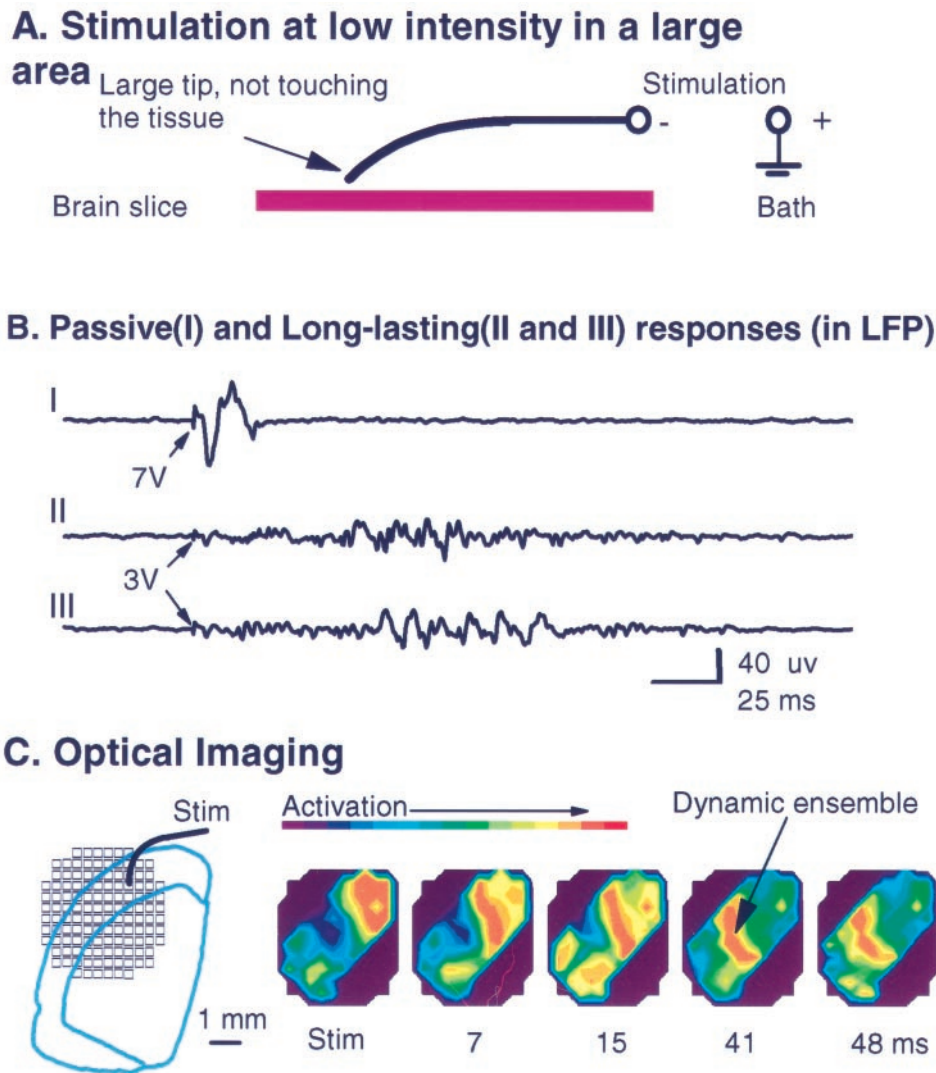 A. Stimulation at low intensity in a large
area
Large tip, not touching
the tissue
Stimulation
- +
Brain slice
Bath
B. Passive(I) and Long-lasting(II and III) responses (in LFP)
I
7V
II
3V
III
40 uv
25 ms
C. Optical Imaging
Stim
Activation
Dynamic ensemble
1 mm
Stim 7 15 41 48 ms